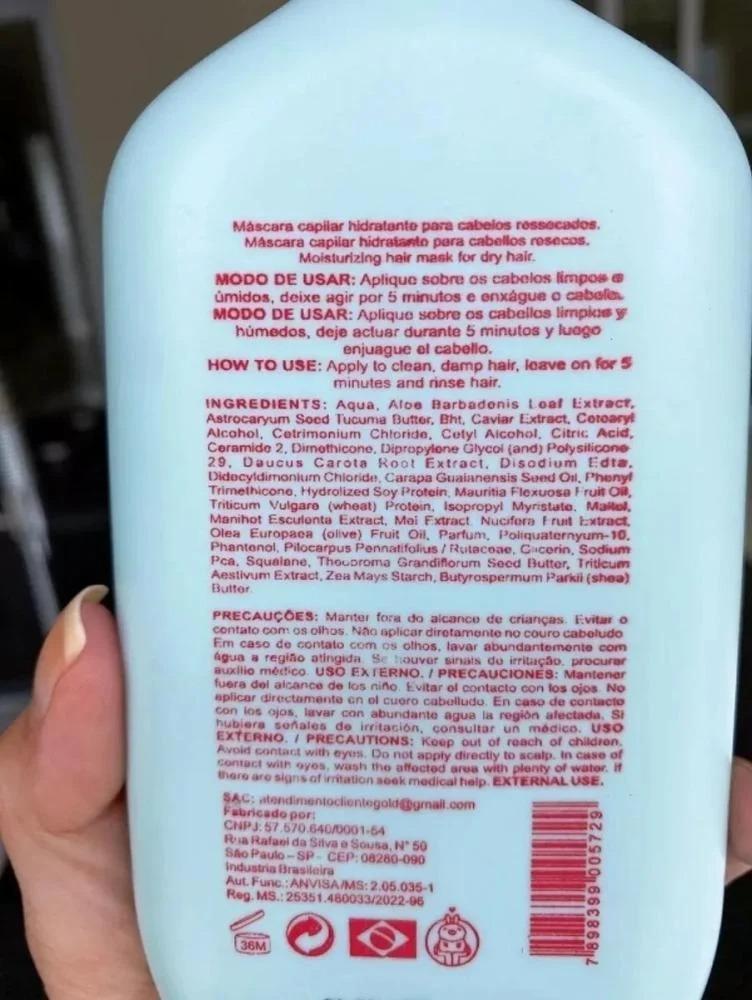 Máscara capilar hidratante para cabelos ressecados.
Máscara capilar hidratante para cabellos resecos.
Moisturizing hair mask for dry hair.
MODO DE USAR: Aplique sobre os cabelos limpos e
úmidos, deixe agir por 5 minutos e enxágue o cabelo.
MODO DE USAR: Aplique sobre os cabellos limpios y
húmedos, deje actuar durante 5 minutos y luego
enjuague el cabello.
HOW TO USE: Apply to clean, damp hair, leave on for 5
minutes and rinse hair.
INGREDIENTS: Aqua, Aloe Barbadenis Leaf Extract,
Astrocaryum Seed Tucuma Butter, Bht, Caviar Extract, Cetoaryl
Alcohol, Cetrimonium Chloride, Cetyl Alcohol, Citric Acid,
Ceramide 2, Dimethicone, Dipropylene Glycol (and) Polysilicone
29, Daucus Carota Root Extract, Disodium Edta,
Didecyldimonium Chloride, Carapa Guaianensis Seed Oil, Phenyl
Trimethicone, Hydrolized Soy Protein, Mauritia Flexuosa Fruit Oil,
Triticum Vulgare (wheat) Protein, Isopropyl Myristate, Maltol,
Manihot Esculenta Extract, Mel Extract, Nucifera Fruit Extract,
Olea Europaea (olive) Fruit Oil, Parfum, Poliquaternyum-10,
Phantenol, Pilocarpus Pennatifolius / Rutaceae, Glicerin, Sodium
Pca, Squalane, Theobroma Grandiflorum Seed Butter, Triticum
Aestivum Extract, Zea Mays Starch, Butyrospermum Parkii (shea)
Butter.
PRECAUÇÕES: Manter fora do alcance de crianças. Evitar o
contato com os olhos. Não aplicar diretamente no couro cabeludo
Em caso de contato com os olhos, lavar abundantemente com
água a região atingida. Se houver sinais de irritação, procurar
auxílio médico. USO EXTERNO. / PRECAUCIONES: Mantener
fuera del alcance de los niño. Evitar el contacto con los ojos. No
aplicar directamente en el cuero cabelludo. En caso de contacto
con los ojos, lavar con abundante agua la región afectada. Si
hubiera señales de irritación, consultar un médico. USO
EXTERNO. / PRECAUTIONS: Keep out of reach of children.
Avoid contact with eyes. Do not apply directly to scalp. In case of
contact with eyes, wash the affected area with plenty of water. If
there are signs of irritation seek medical help. EXTERNAL USE.
SAC: atendimentoclientegold@gmail.com
Fabricado por:
CNPJ: 57.570.640/0001-54
Rua Rafael da Silva e Sousa, N° 50
São Paulo – SP - CEP: 08280-090
Industria Brasileira
Aut. Func.: ANVISA/MS: 2.05.035-1
Reg. MS.: 25351.480033/2022-96
36M
7 898399 005729